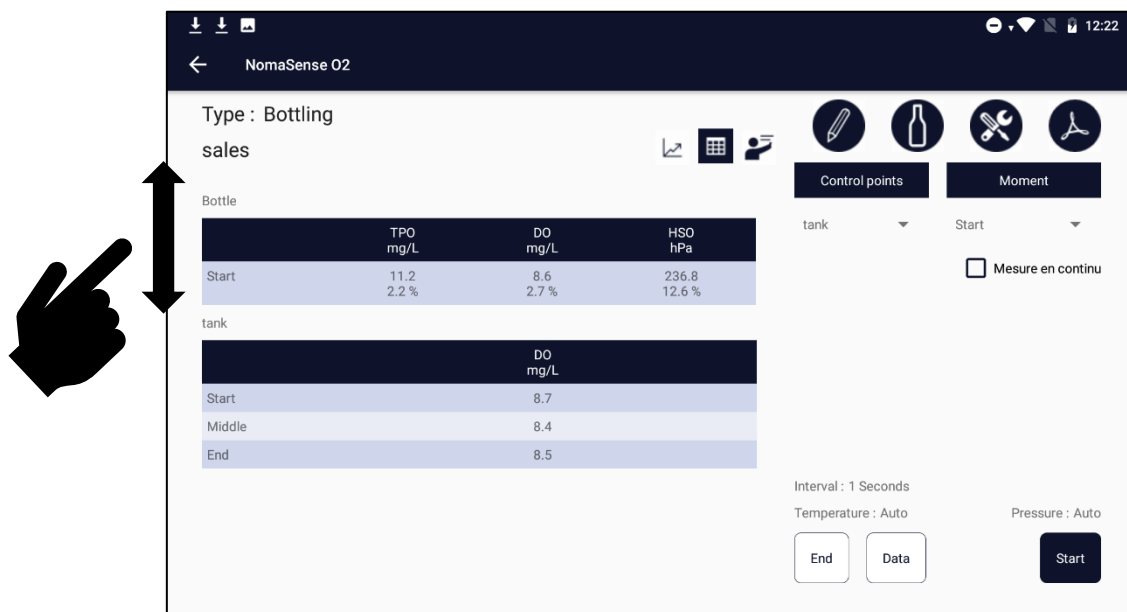 12:22
NomaSense O2
Type : Bottling
sales
Control points
Moment
tank
Start
Mesure en continu
Bottle
TPO
mg/L
DO
mg/L
HSO
hPa
Start
11.2
2.2 %
8.6
2.7 %
236.8
12.6 %
tank
DO
mg/L
Start 8.7
Middle 8.4
End 8.5
Interval : 1 Seconds
Temperature : Auto
Pressure : Auto
End
Data
Start